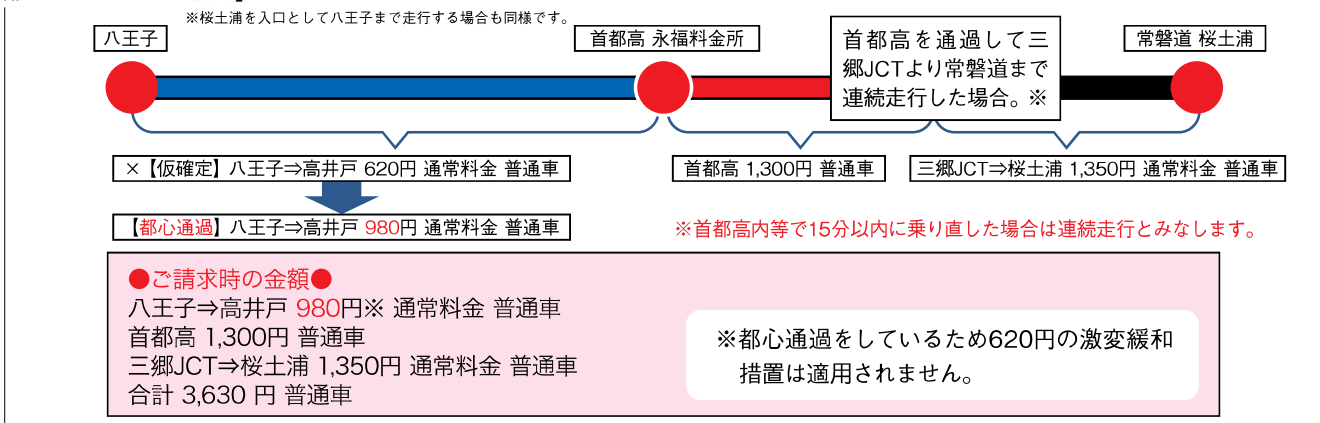 ※桜土浦を入口として八王子まで走行する場合も同様です。
八王子
首都高 永福料金所
首都高を通過して三
郷JCTより常磐道まで
連続走行した場合。※
常磐道 桜土浦
×【仮確定】八王子⇒高井戸 620円 通常料金 普通車
首都高 1,300円 普通車
三郷JCT⇒桜土浦 1,350円 通常料金 普通車
【都心通過】八王子⇒高井戸 980円 通常料金 普通車
※首都高内等で15分以内に乗り直した場合は連続走行とみなします。
●ご請求時の金額●
八王子⇒高井戸 980円※ 通常料金 普通車
首都高 1,300円 普通車
三郷JCT⇒桜土浦 1,350円 通常料金 普通車
合計 3,630 円 普通車
※都心通過をしているため620円の激変緩和
措置は適用されません。